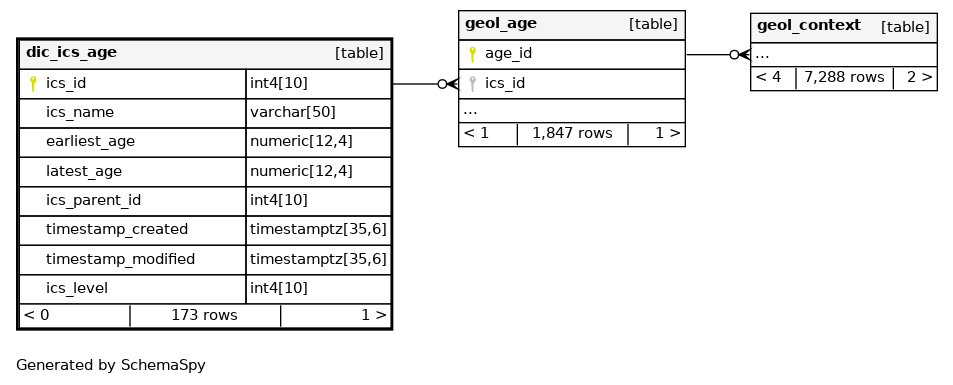 dic_ics_age [table]
ics_id int4[10]
ics_name varchar[50]
earliest_age numeric[12,4]
latest_age numeric[12,4]
ics_parent_id int4[10]
timestamp_created timestamptz[35,6]
timestamp_modified timestamptz[35,6]
ics_level int4[10]
< 0 173 rows 1 >
geol_age [table]
age_id
ics_id
...
< 1 1,847 rows 1 >
geol_context [table]
...
< 4 7,288 rows 2 >
Generated by SchemaSpy